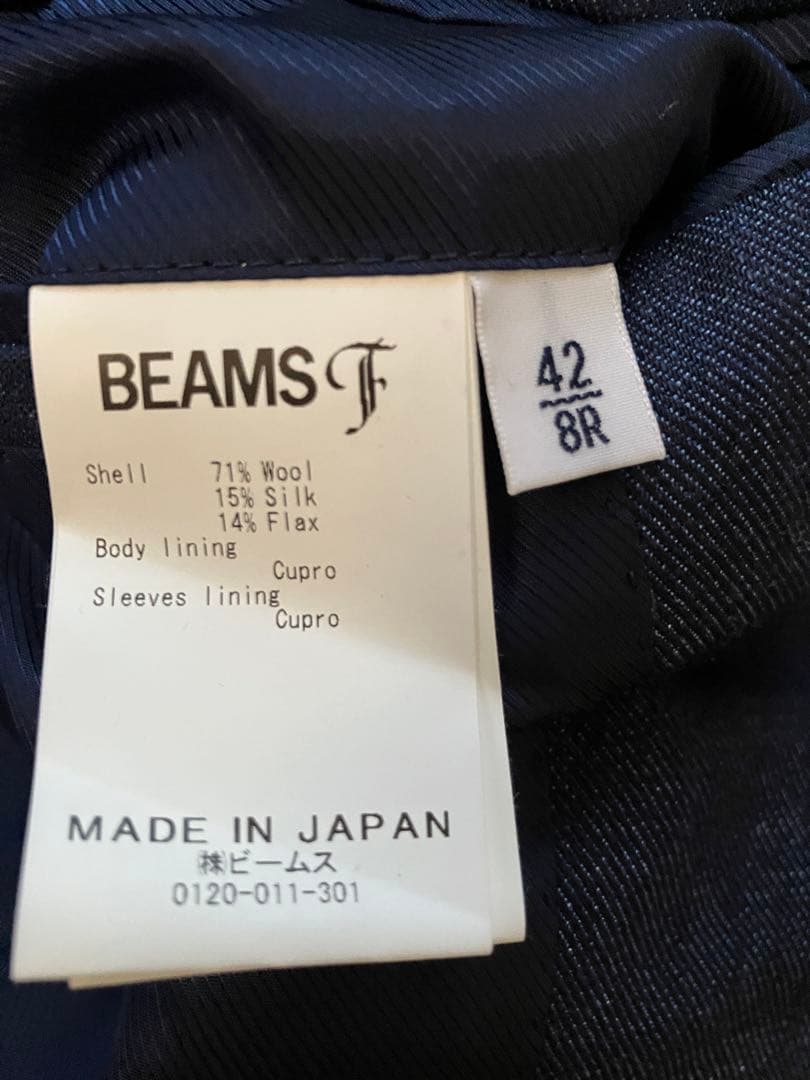 BEAMS F
42
8R
Shell 71% Wool
15% Silk
14% Flax
Body lining
Cupro
Sleeves lining
Cupro
MADE IN JAPAN
㈱ビームス
0120-011-301